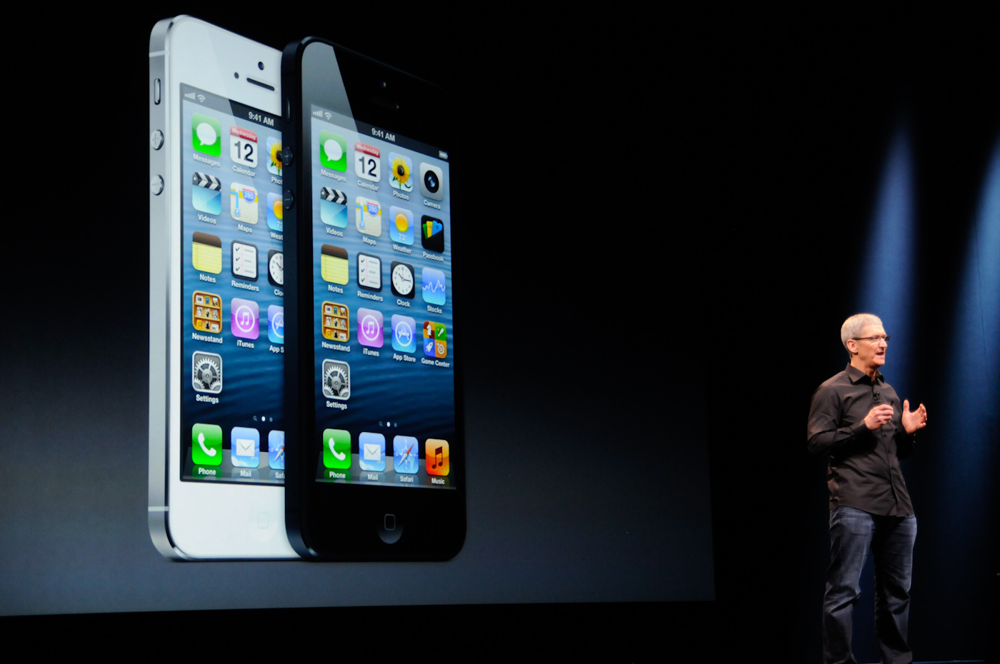 9:41 AM
Wednesday
12
Messages
Calendar
Phot
280
Videos
Maps
Weat
Notes
Reminders
Clo
Newsstand
iTunes
App S
Settings
Phone
Mail
Safa
9:41 AM
Wednesday
12
Messages
Calendar
Photos
Camera
280
73°
Videos
Maps
Weather
Passbook
Notes
Reminders
Clock
Stocks
Newsstand
iTunes
App Store
Game Center
Settings
Phone
Mail
Safari
Music